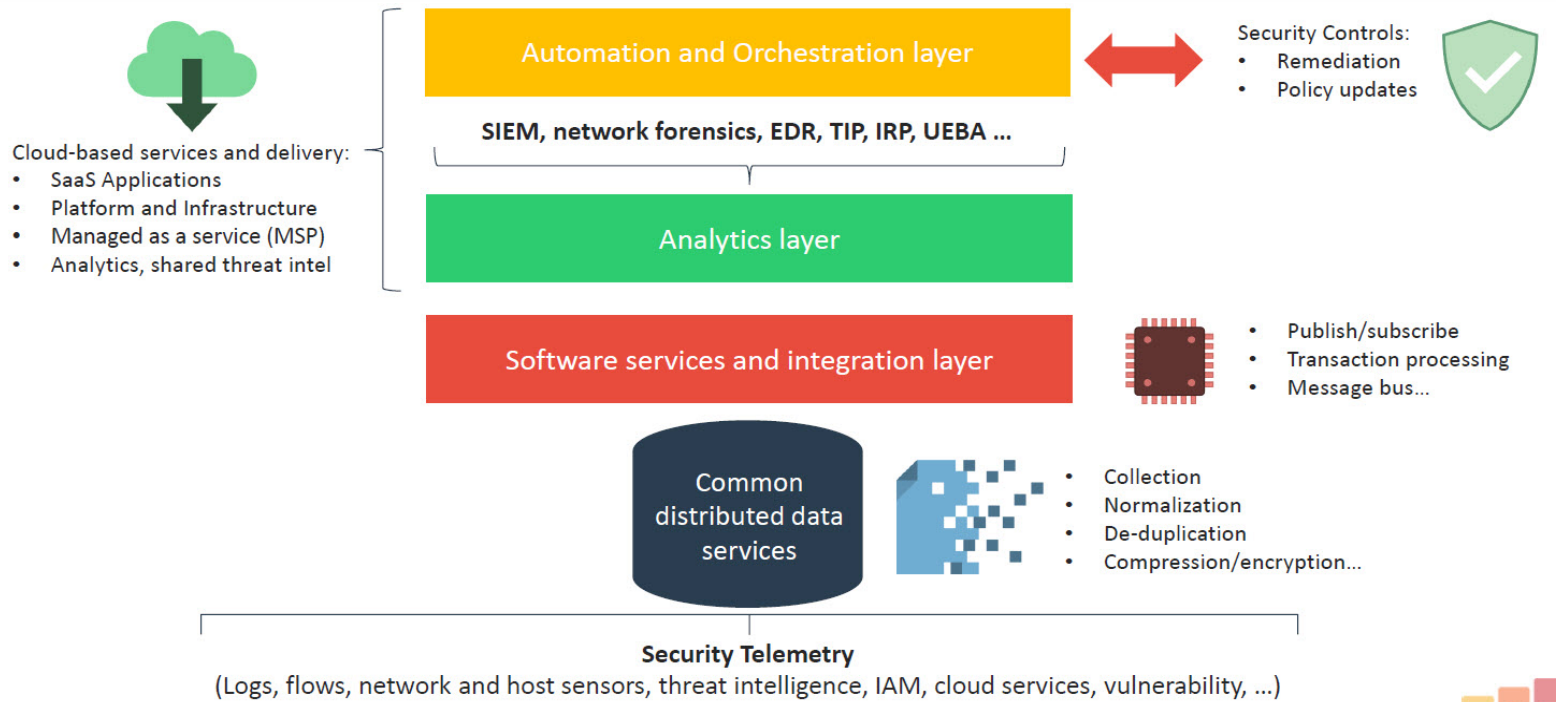 Automation and Orchestration layer
Security Controls:
• Remediation
• Policy updates
SIEM, network forensics, EDR, TIP, IRP, UEBA ...
Cloud-based services and delivery:
• SaaS Applications
• Platform and Infrastructure
• Managed as a service (MSP)
• Analytics, shared threat intel
Analytics layer
Software services and integration layer
• Publish/subscribe
• Transaction processing
• Message bus...
Common
distributed data
services
• Collection
• Normalization
• De-duplication
• Compression/encryption...
Security Telemetry
(Logs, flows, network and host sensors, threat intelligence, IAM, cloud services, vulnerability, ...)